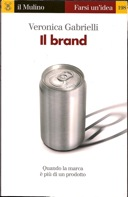 il Mulino Farsi un'idea 198
Veronica Gabrielli
Il brand
Quando la marca
è più di un prodotto